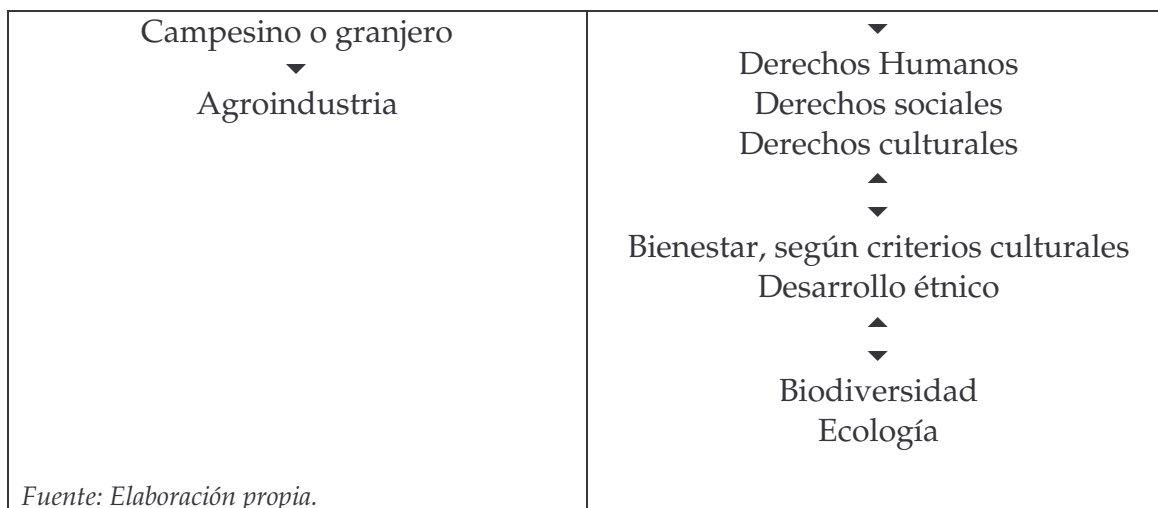 Campesino o granjero
Agroindustria
Fuente: Elaboración propia.
Derechos Humanos
Derechos sociales
Derechos culturales
Bienestar, según criterios culturales
Desarrollo étnico
Biodiversidad
Ecología